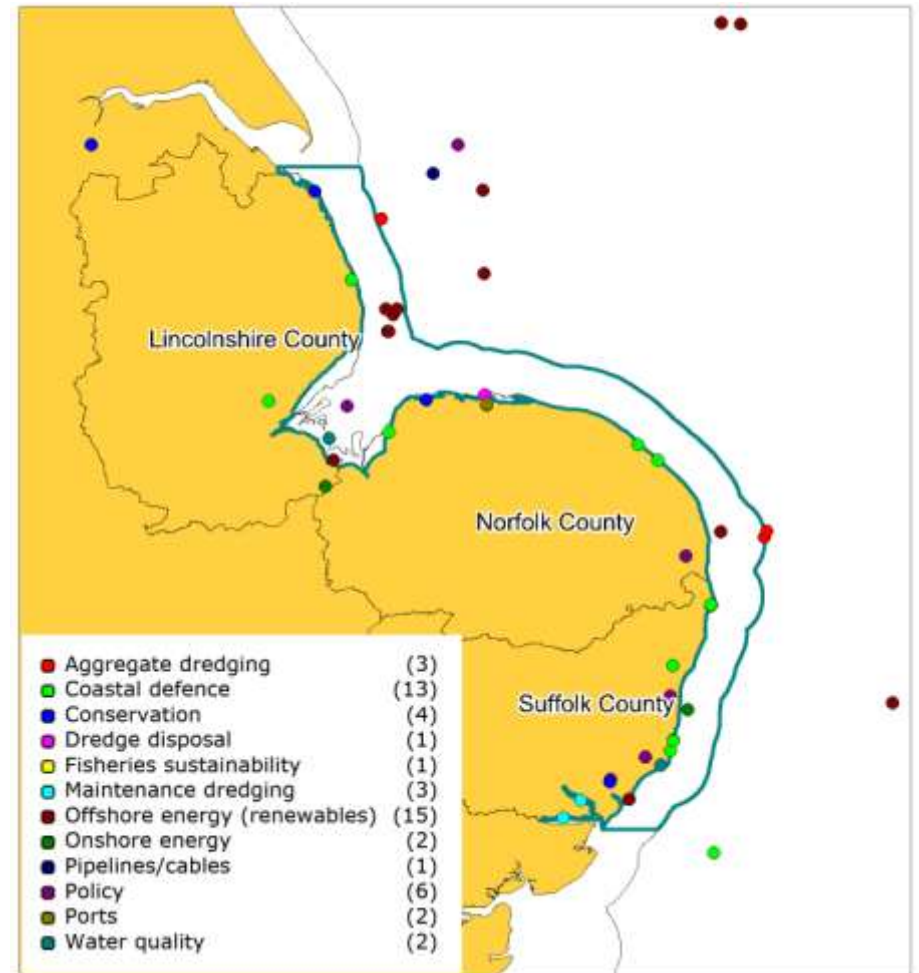 Lincolnshire County
Norfolk County
Suffolk County
Aggregate dredging (3)
Coastal defence (13)
Conservation (4)
Dredge disposal (1)
Fisheries sustainability (1)
Maintenance dredging (3)
Offshore energy (renewables) (15)
Onshore energy (2)
Pipelines/cables (1)
Policy (6)
Ports (2)
Water quality (2)